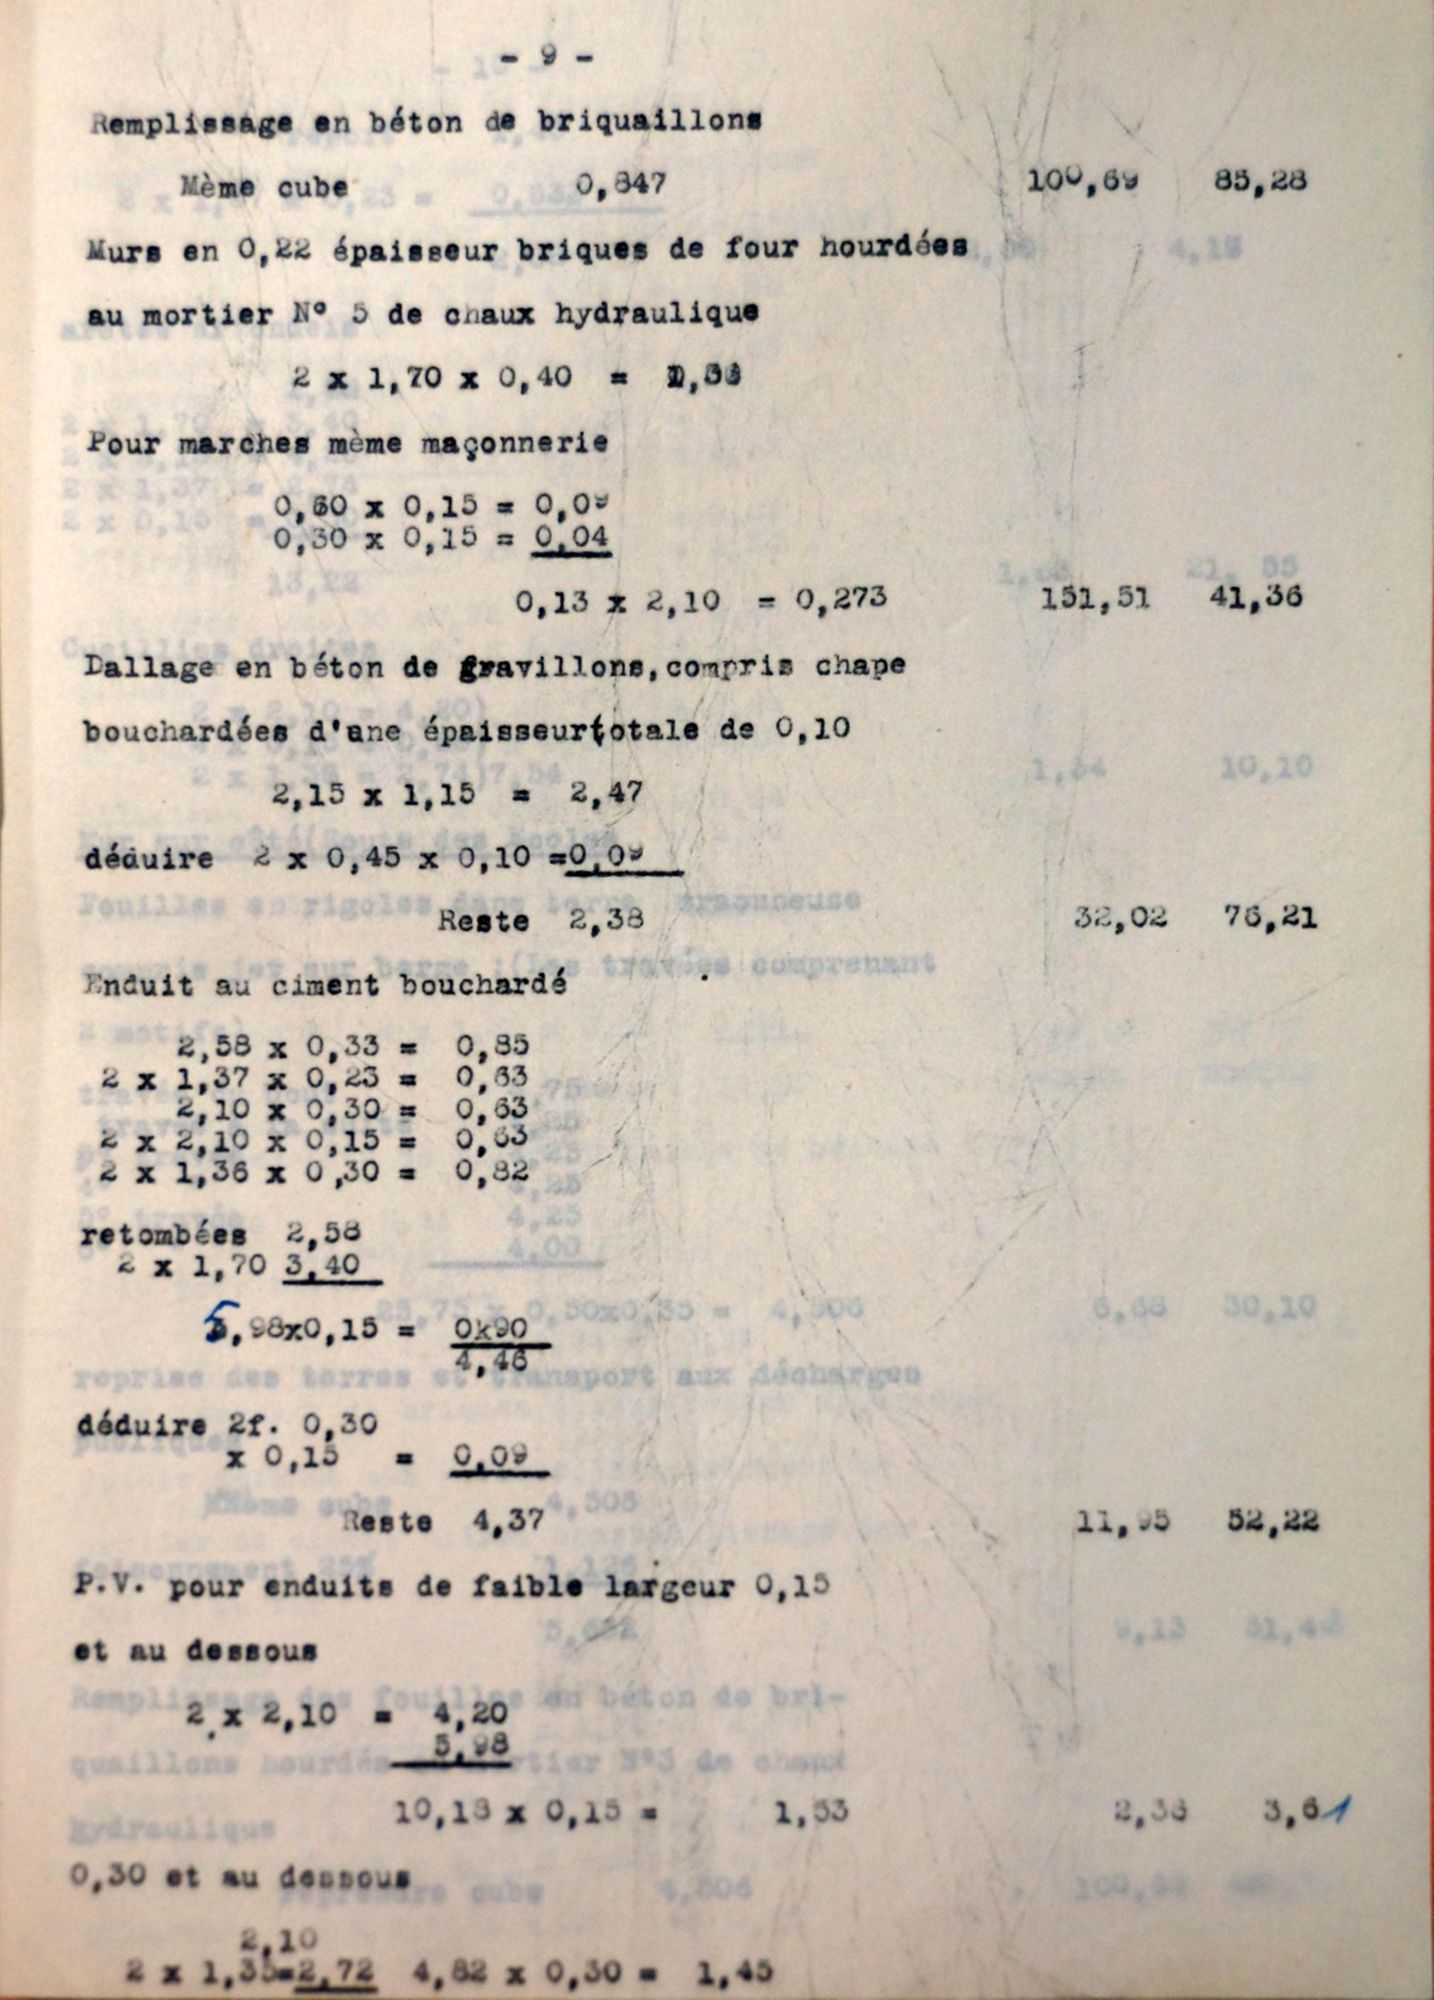 - 9 -
Remplissage en béton de briquaillons
Mème cube 0,847 100,69 85,28
Murs en 0,22 épaisseur briques de four hourdées
au mortier N° 5 de chaux hydraulique
2 x 1,70 x 0,40 =
Pour marches mème maçonnerie
0,60 x 0,15 = 0,09
0,30 x 0,15 = 0,04
0,13 x 2,10 = 0,273 151,51 41,36
Dallage en béton de gravillons,compris chape
bouchardées d'une épaisseur totale de 0,10
2,15 x 1,15 = 2,47
déduire 2 x 0,45 x 0,10 =0,09
Reste 2,38 32,02 76,21
Enduit au ciment bouchardé
2,58 x 0,33 = 0,85
2 x 1,37 x 0,23 = 0,63
2,10 x 0,30 = 0,63
2 x 2,10 x 0,15 = 0,63
2 x 1,36 x 0,30 = 0,82
retombées 2,58
2 x 1,70 3,40
5,98x0,15 = 0x90
4,46
déduire 2f. 0,30
x 0,15 = 0,09
Reste 4,37 11,95 52,22
P.V. pour enduits de faible largeur 0,15
et au dessous
2 x 2,10 = 4,20
5,98
10,18 x 0,15 = 1,53 2,36 3,61
0,30 et au dessous
2,10
2 x 1,36=2,72 4,82 x 0,30 = 1,45